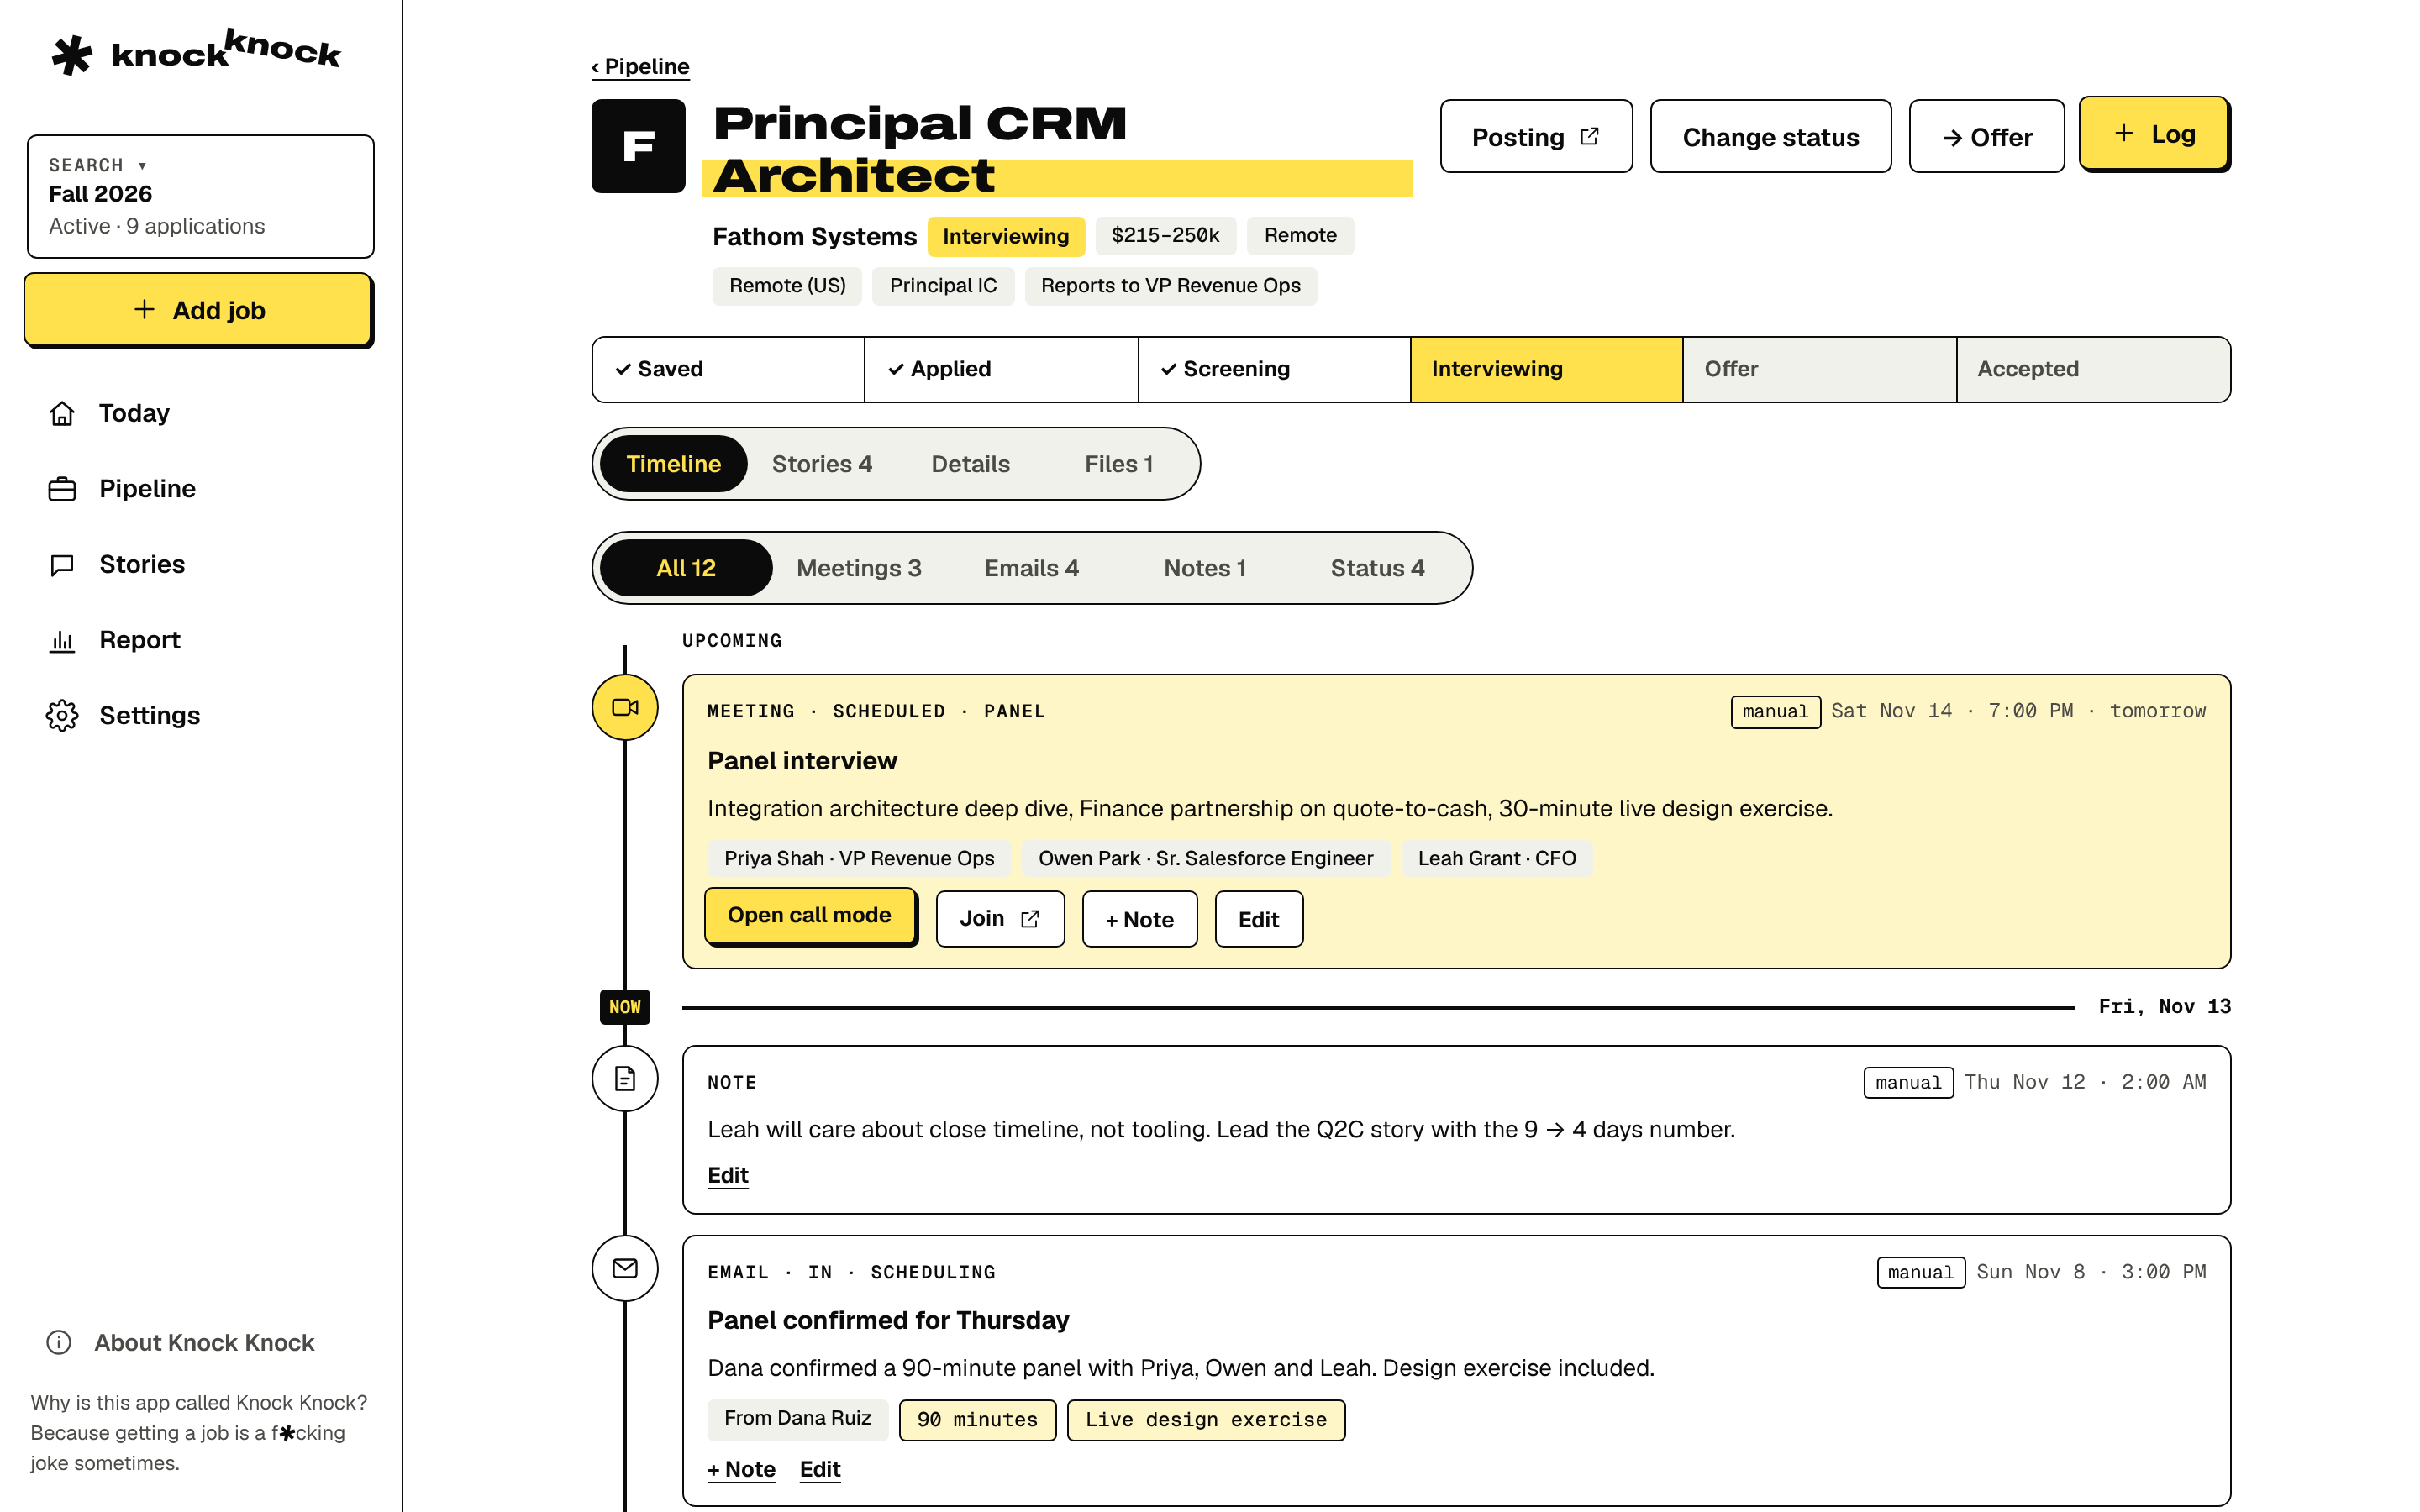 knockknock
SEARCH ▾
Fall 2026
Active · 9 applications
+ Add job
Today
Pipeline
Stories
Report
Settings
About Knock Knock
Why is this app called Knock Knock?
Because getting a job is a f✱cking
joke sometimes.
‹ Pipeline
F
Principal CRM
Architect
Posting
Change status
→ Offer
+ Log
Fathom Systems Interviewing $215–250k Remote
Remote (US) Principal IC Reports to VP Revenue Ops
✓ Saved ✓ Applied ✓ Screening Interviewing Offer Accepted
Timeline Stories 4 Details Files 1
All 12 Meetings 3 Emails 4 Notes 1 Status 4
UPCOMING
MEETING · SCHEDULED · PANEL manual Sat Nov 14 · 7:00 PM · tomorrow
Panel interview
Integration architecture deep dive, Finance partnership on quote-to-cash, 30-minute live design exercise.
Priya Shah · VP Revenue Ops Owen Park · Sr. Salesforce Engineer Leah Grant · CFO
Open call mode Join + Note Edit
NOW Fri, Nov 13
NOTE manual Thu Nov 12 · 2:00 AM
Leah will care about close timeline, not tooling. Lead the Q2C story with the 9 → 4 days number.
Edit
EMAIL · IN · SCHEDULING manual Sun Nov 8 · 3:00 PM
Panel confirmed for Thursday
Dana confirmed a 90-minute panel with Priya, Owen and Leah. Design exercise included.
From Dana Ruiz 90 minutes Live design exercise
+ Note Edit